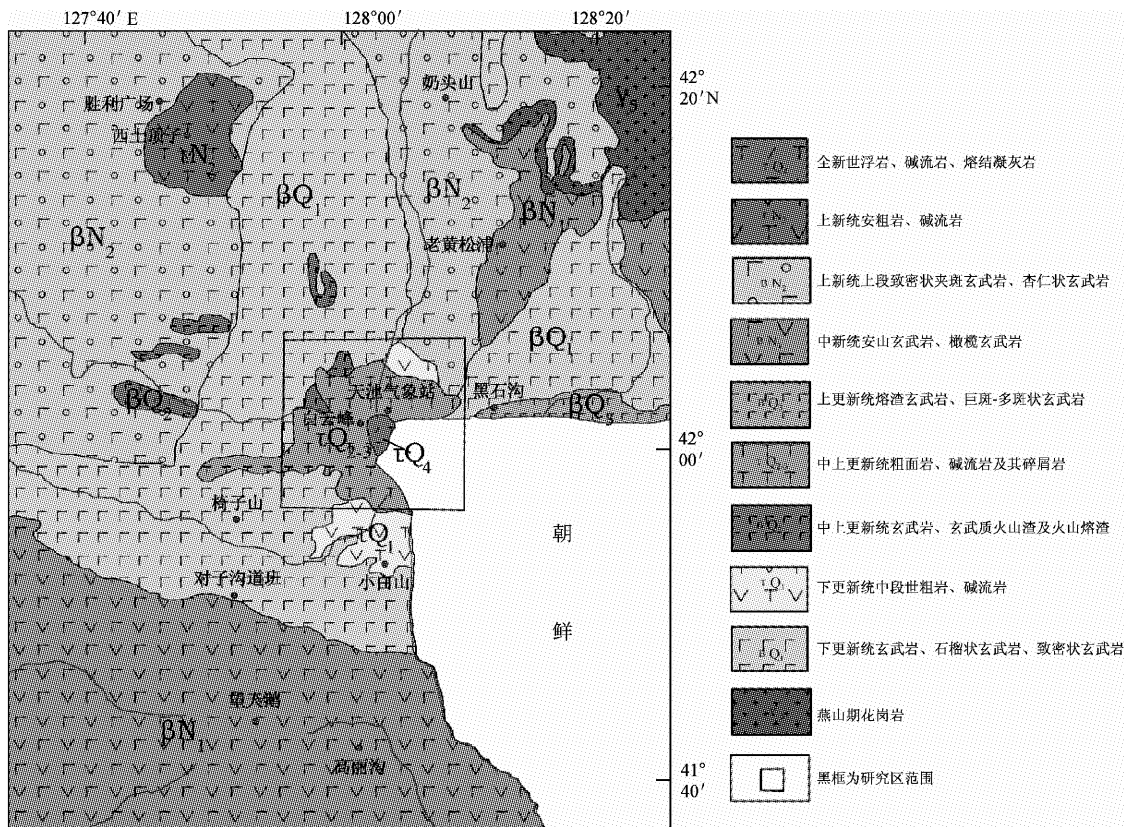 127°40′ E
128°00′
128°20′
42°
20′N
奶头山
胜利广场
西土顶子
γ5
τN2
βQ1
βN2
βN1
βN2
老黄松浦
βQ1
天池气象站
黑石沟
βQ2
βQ3
白云峰
τQ2-3
τQ4
42°
00′
椅子山
朝
τQ1
对子沟道班
小白山
鲜
望天鹅
βN1
高丽沟
41°
40′
全新世浮岩、碱流岩、熔结凝灰岩
上新统安粗岩、碱流岩
上新统上段致密状夹斑玄武岩、杏仁状玄武岩
中新统安山玄武岩、橄榄玄武岩
上更新统熔渣玄武岩、巨斑-多斑状玄武岩
中上更新统粗面岩、碱流岩及其碎屑岩
中上更新统玄武岩、玄武质火山渣及火山熔渣
下更新统中段世粗岩、碱流岩
下更新统玄武岩、石榴状玄武岩、致密状玄武岩
燕山期花岗岩
黑框为研究区范围